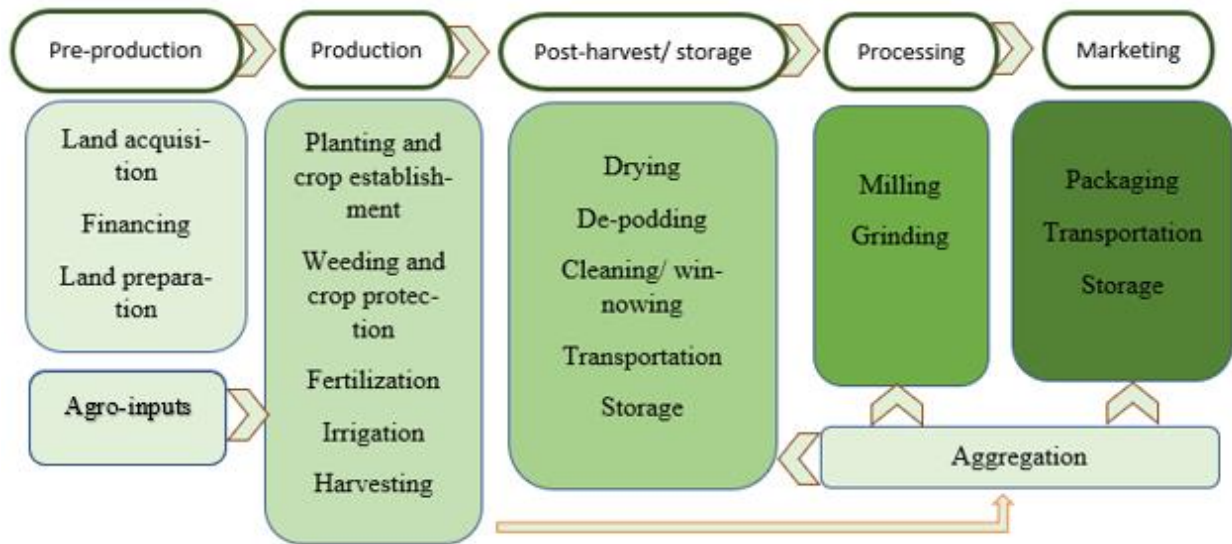 Pre-production
Production
Post-harvest/ storage
Processing
Marketing
Land acquisi-
tion
Financing
Land prepara-
tion
Agro-inputs
Planting and
crop establish-
ment
Weeding and
crop protec-
tion
Fertilization
Irrigation
Harvesting
Drying
De-podding
Cleaning/ win-
nowing
Transportation
Storage
Milling
Grinding
Packaging
Transportation
Storage
Aggregation